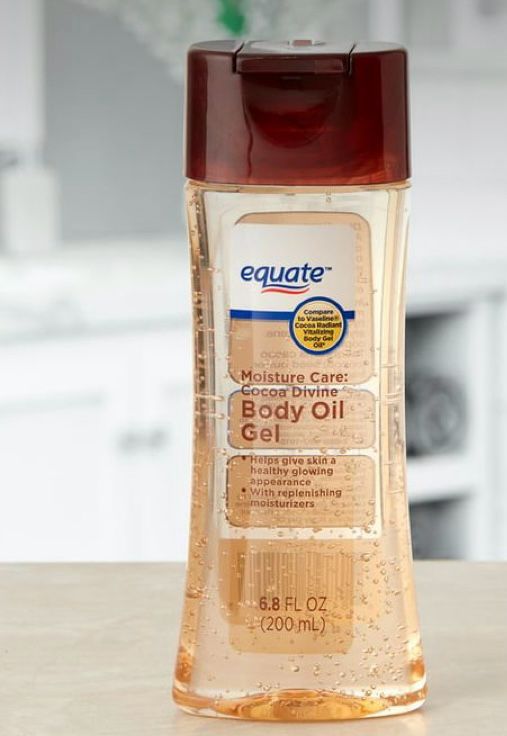 equate™
Compare
to Vaseline®
Cocoa Radiant
Vitalizing
Body Gel
Oil*
Moisture Care:
Cocoa Divine
Body Oil
Gel
• Helps give skin a
healthy glowing
appearance
• With replenishing
moisturizers
6.8 FL OZ
(200 mL)